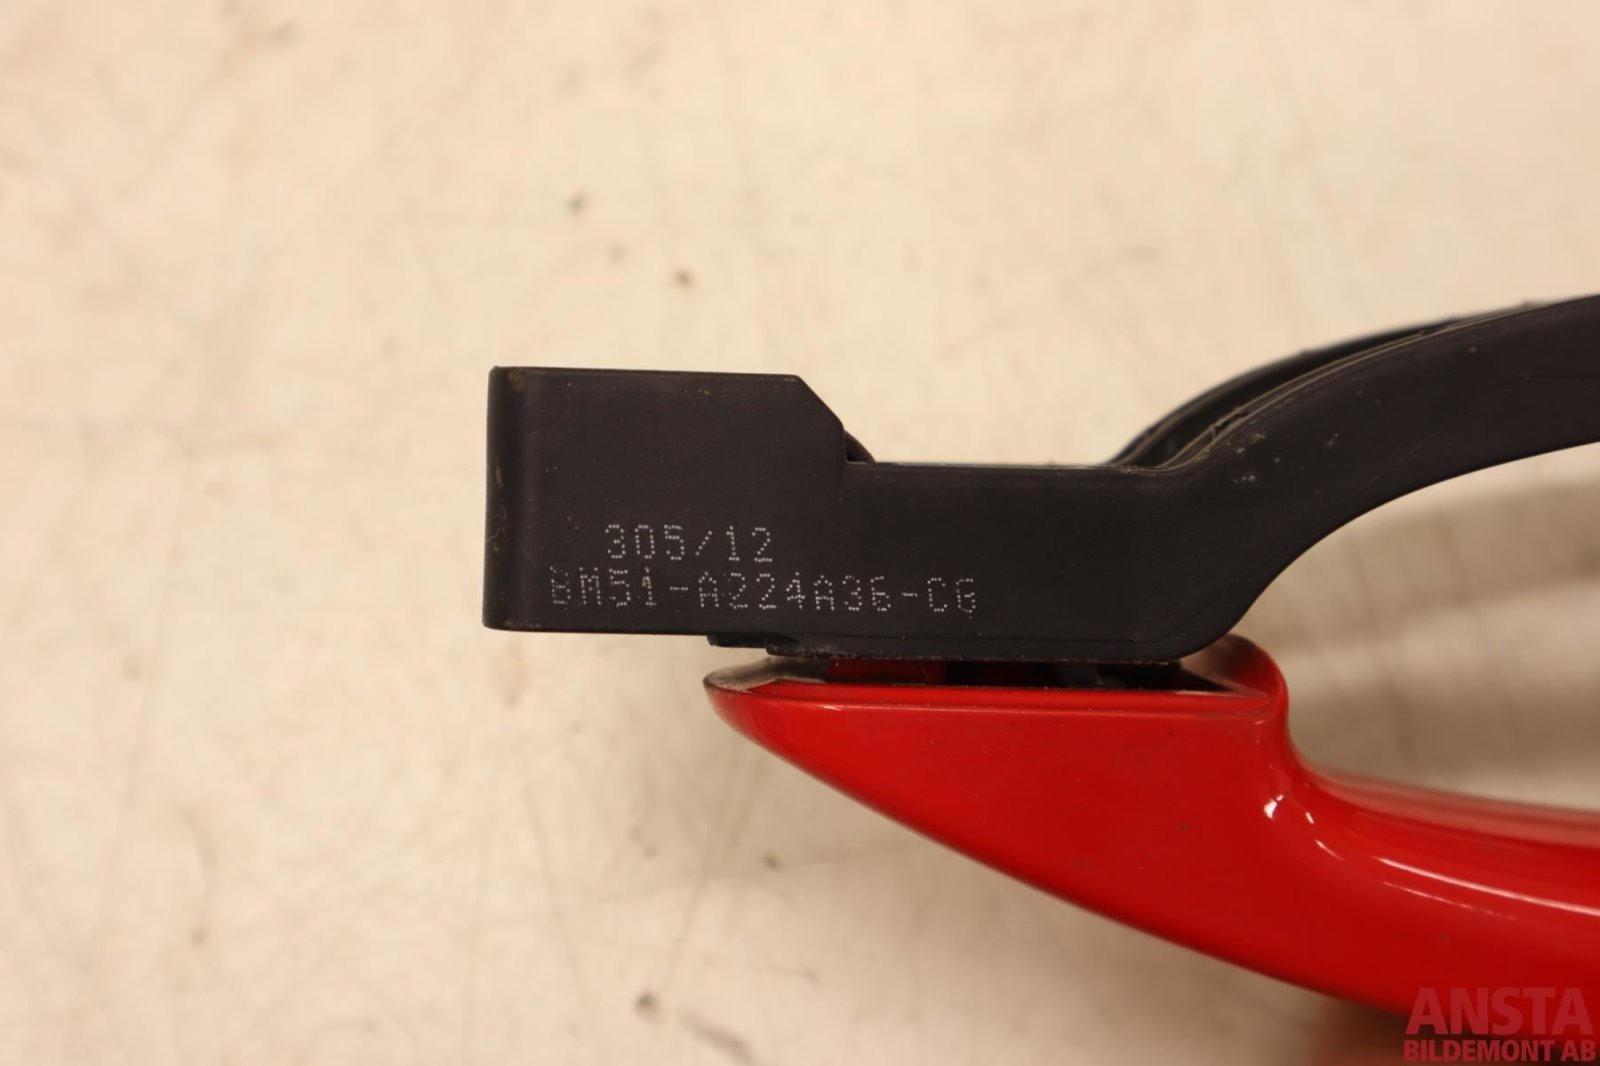 305/12
BM51-A224A36-CG
ANSTA
BILDEMONT AB